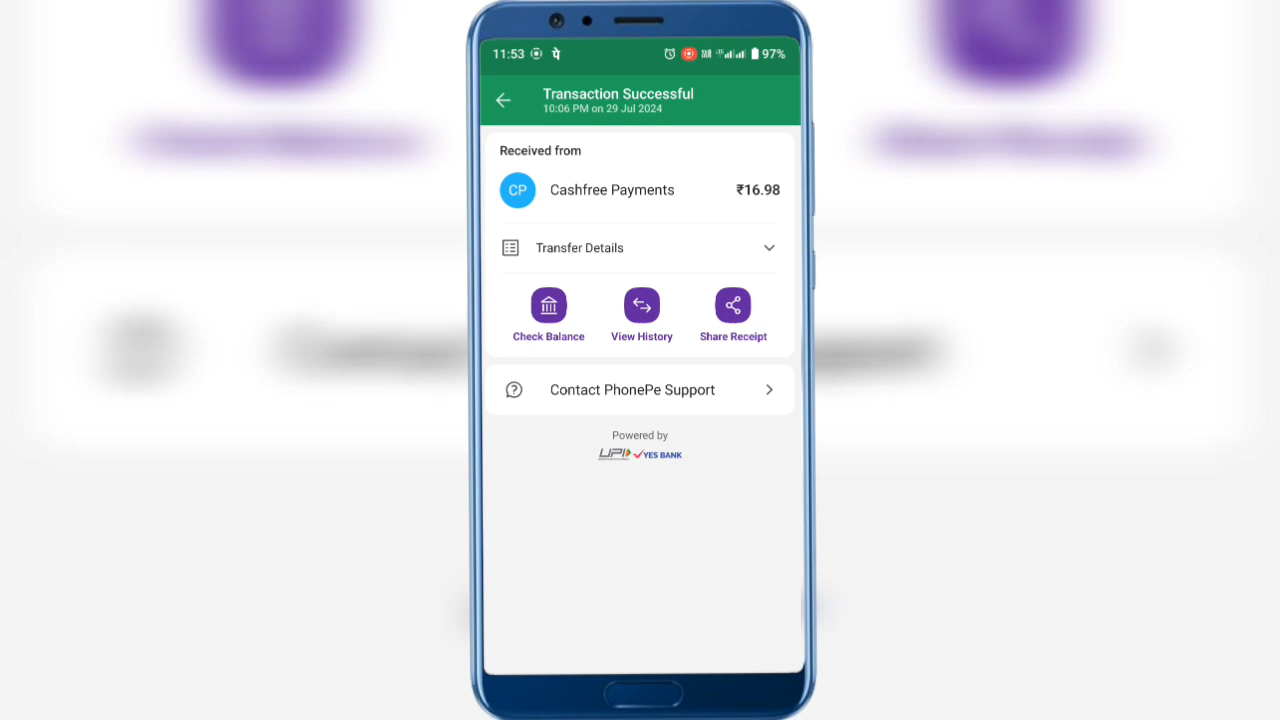 11:53 पे 97%
Transaction Successful
10:06 PM on 29 Jul 2024
Received from
CP Cashfree Payments ₹16.98
Transfer Details
Check Balance View History Share Receipt
Contact PhonePe Support
Powered by
UPI YES BANK